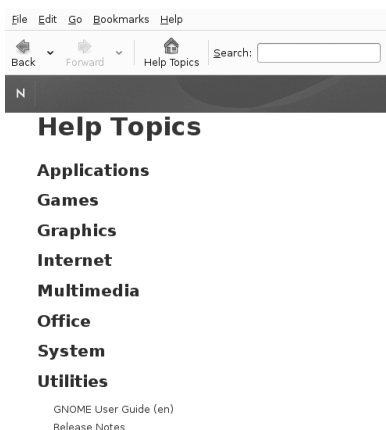 File Edit Go Bookmarks Help
Back Forward Help Topics Search:
N
Help Topics
Applications
Games
Graphics
Internet
Multimedia
Office
System
Utilities
GNOME User Guide (en)
Release Notes